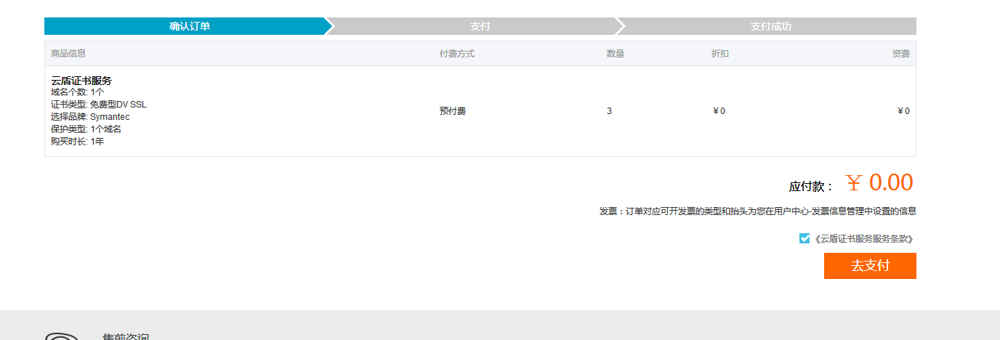 确认订单 支付 支付成功
商品信息 付费方式 数量 折扣 资费
云盾证书服务
域名个数: 1个
证书类型: 免费型DV SSL
选择品牌: Symantec
保护类型: 1个域名
购买时长: 1年
预付费 3 ￥0 ￥0
应付款： ￥ 0.00
发票：订单对应可开发票的类型和抬头为您在用户中心-发票信息管理中设置的信息
《云盾证书服务服务条款》
去支付
售前咨询